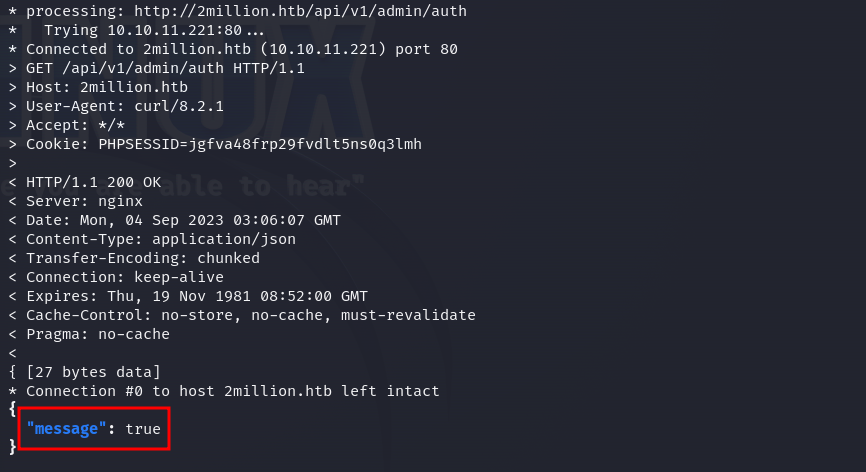 * processing: http://2million.htb/api/v1/admin/auth
*   Trying 10.10.11.221:80...
* Connected to 2million.htb (10.10.11.221) port 80
> GET /api/v1/admin/auth HTTP/1.1
> Host: 2million.htb
> User-Agent: curl/8.2.1
> Accept: */*
> Cookie: PHPSESSID=jgfva48frp29fvdlt5ns0q3lmh
>
< HTTP/1.1 200 OK
< Server: nginx
< Date: Mon, 04 Sep 2023 03:06:07 GMT
< Content-Type: application/json
< Transfer-Encoding: chunked
< Connection: keep-alive
< Expires: Thu, 19 Nov 1981 08:52:00 GMT
< Cache-Control: no-store, no-cache, must-revalidate
< Pragma: no-cache
<
{ [27 bytes data]
* Connection #0 to host 2million.htb left intact
{
  "message": true
}
able to hear"